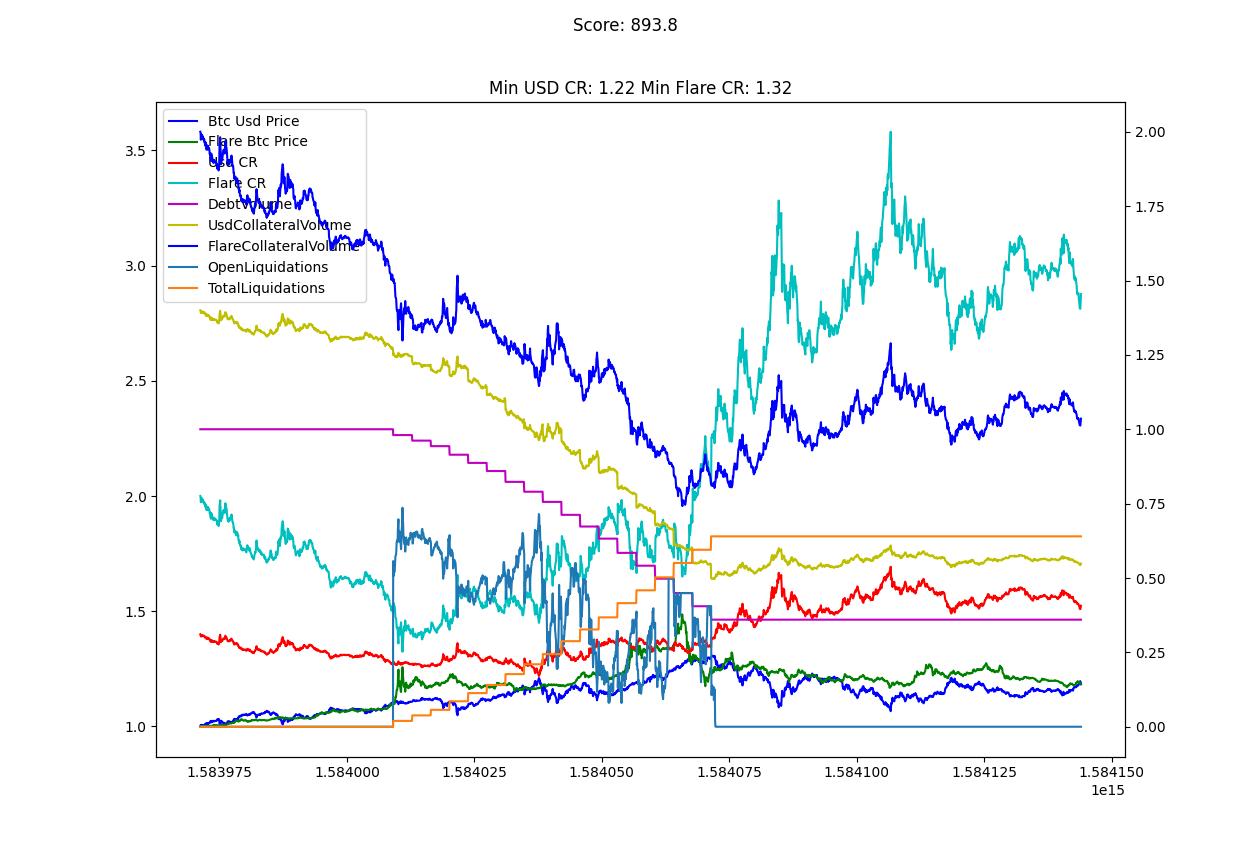 Score: 893.8
Min USD CR: 1.22 Min Flare CR: 1.32
Btc Usd Price
Flare Btc Price
Usd CR
Flare CR
DebtVolume
UsdCollateralVolume
FlareCollateralVolume
OpenLiquidations
TotalLiquidations
3.5
3.0
2.5
2.0
1.5
1.0
2.00
1.75
1.50
1.25
1.00
0.75
0.50
0.25
0.00
1.583975
1.584000
1.584025
1.584050
1.584075
1.584100
1.584125
1.584150
1e15